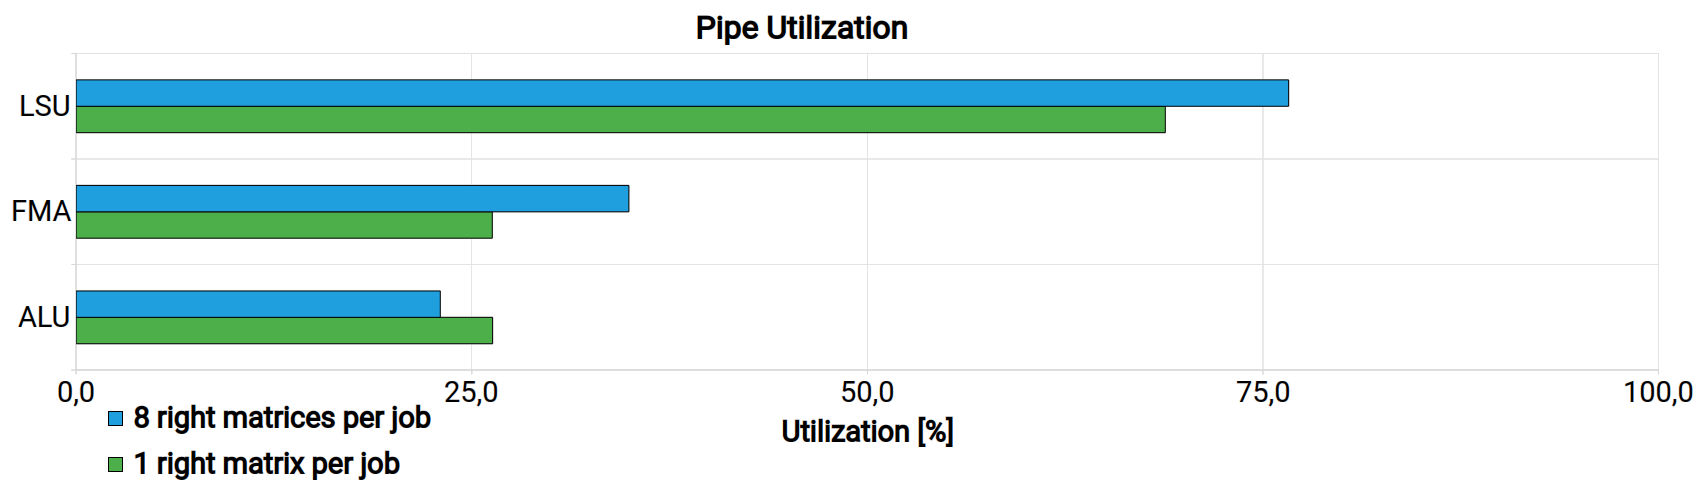 Pipe Utilization
LSU
FMA
ALU
0,0 25,0 50,0 75,0 100,0
Utilization [%]
8 right matrices per job
1 right matrix per job